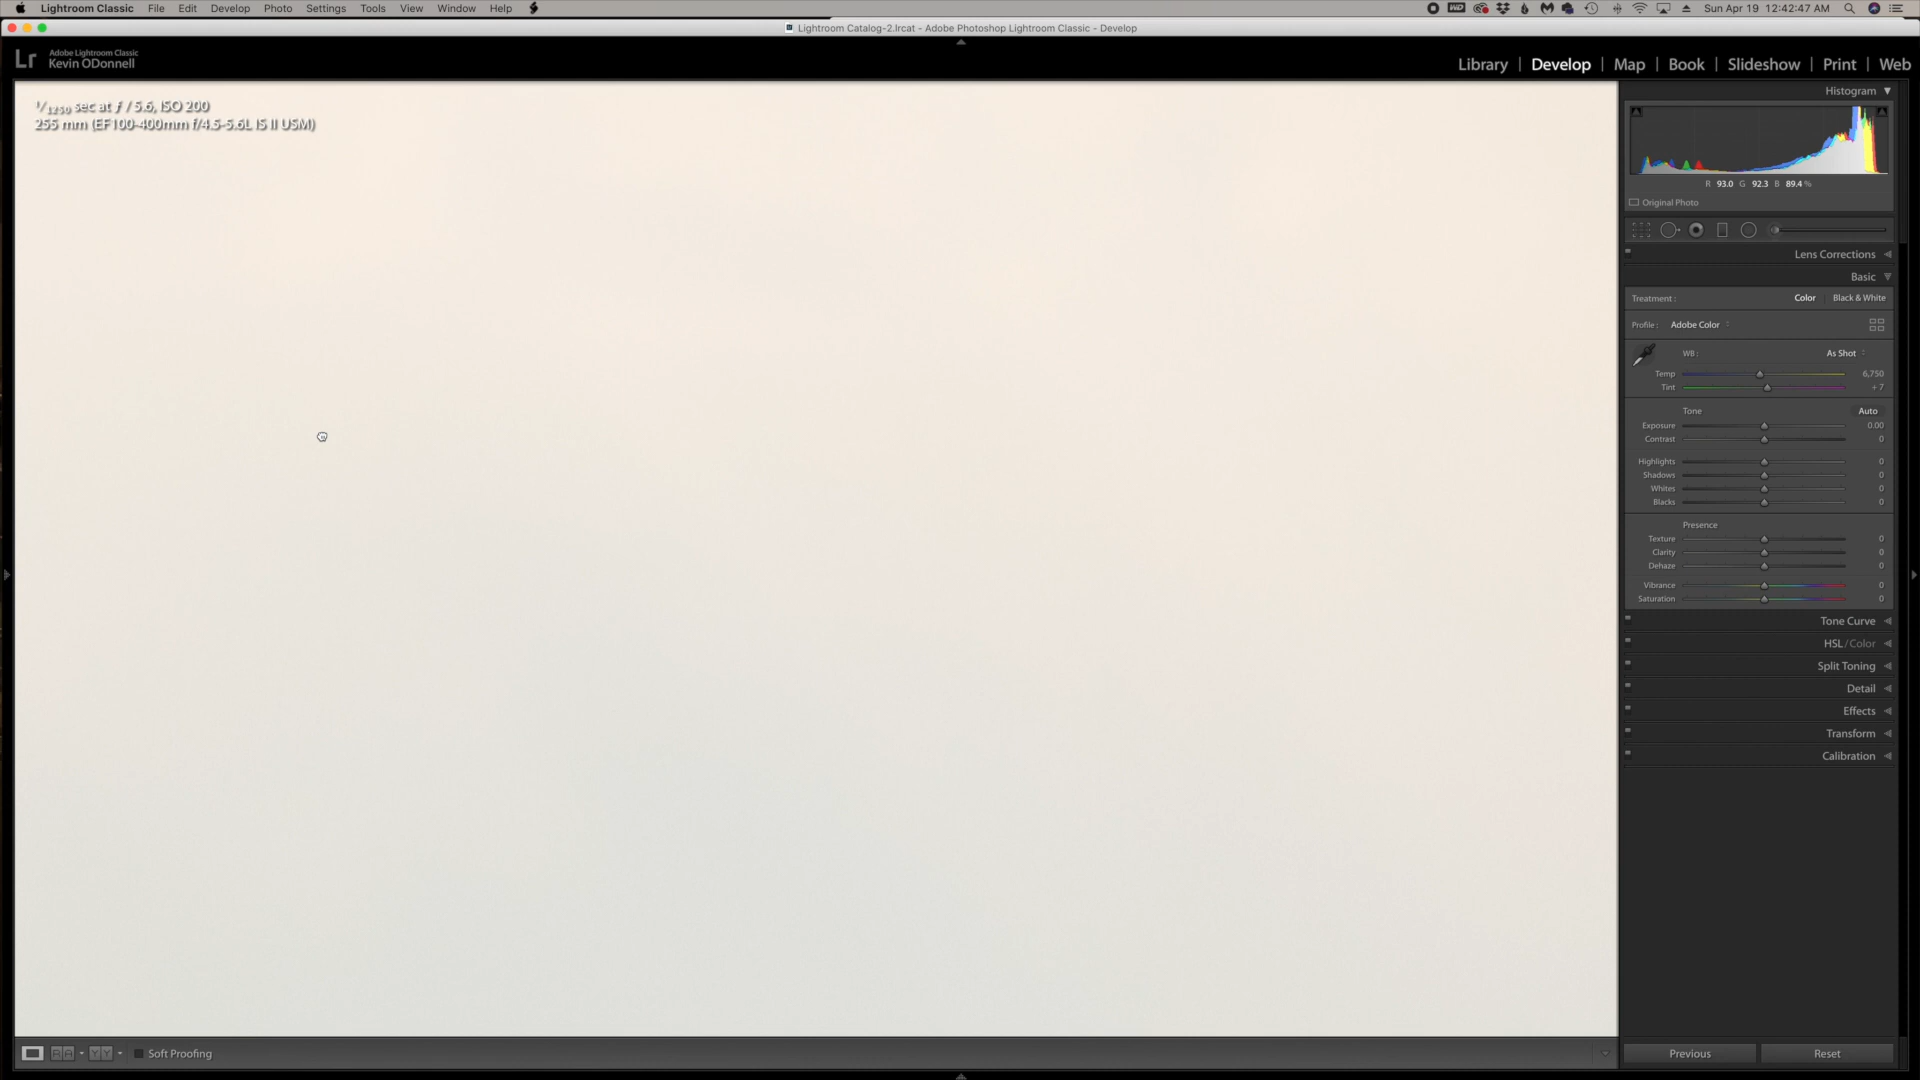 Lightroom Classic File Edit Develop Photo Settings Tools View Window Help Sun Apr 19 12:42:47 AM
Lightroom Catalog-2.lrcat - Adobe Photoshop Lightroom Classic - Develop
Lr Adobe Lightroom Classic
Kevin ODonnell
Library | Develop | Map | Book | Slideshow | Print | Web
1/1250 sec at ƒ / 5.6, ISO 200
255 mm (EF100-400mm f/4.5-5.6L IS II USM)
Histogram
R 93.0 G 92.3 B 89.4 %
Original Photo
Lens Corrections
Basic
Treatment : Color | Black & White
Profile : Adobe Color
WB : As Shot
Temp 6,750
Tint + 7
Tone Auto
Exposure 0.00
Contrast 0
Highlights 0
Shadows 0
Whites 0
Blacks 0
Presence
Texture 0
Clarity 0
Dehaze 0
Vibrance 0
Saturation 0
Tone Curve
HSL / Color
Split Toning
Detail
Effects
Transform
Calibration
Soft Proofing
Previous Reset